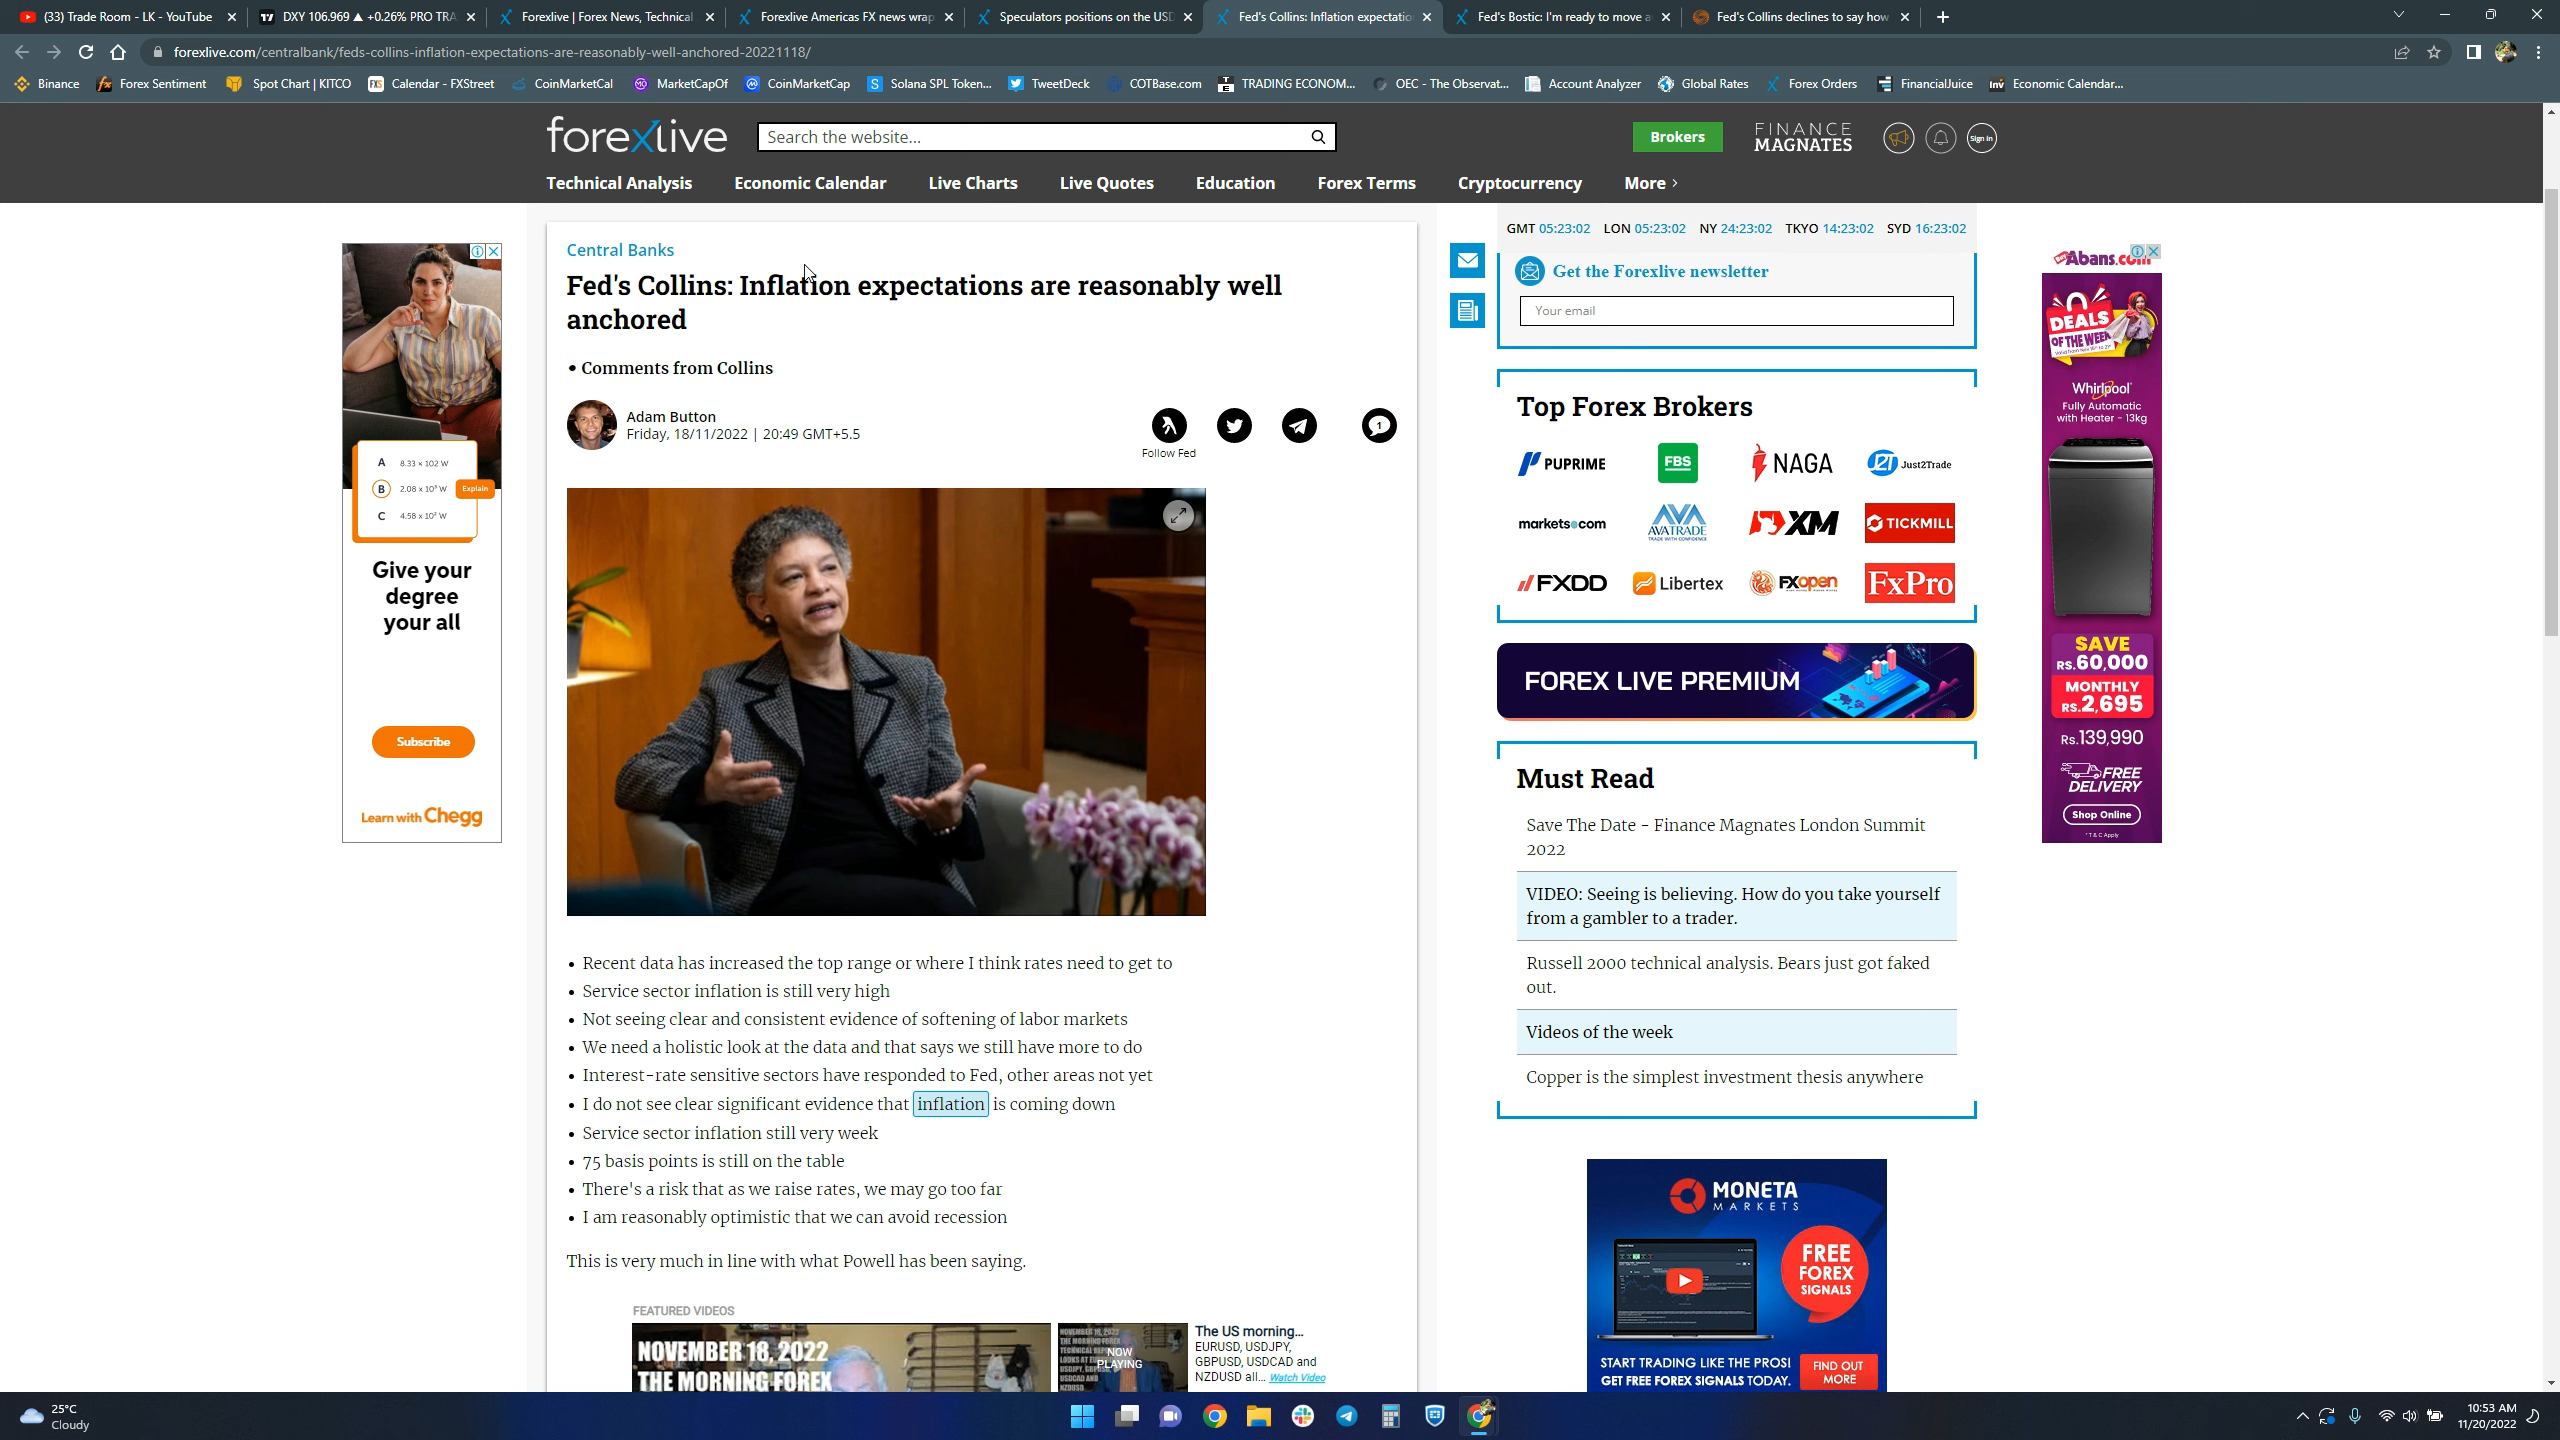 (33) Trade Room - LK - YouTube
DXY 106.969 ▲ +0.26% PRO TRA
Forexlive | Forex News, Technical
Forexlive Americas FX news wrap
Speculators positions on the USD
Fed's Collins: Inflation expectatio
Fed's Bostic: I'm ready to move a
Fed's Collins declines to say how
forexlive.com/centralbank/feds-collins-inflation-expectations-are-reasonably-well-anchored-20221118/
Binance
Forex Sentiment
Spot Chart | KITCO
Calendar - FXStreet
CoinMarketCal
MarketCapOf
CoinMarketCap
Solana SPL Token...
TweetDeck
COTBase.com
TRADING ECONOM...
OEC - The Observat...
Account Analyzer
Global Rates
Forex Orders
FinancialJuice
Economic Calendar...
forexlive
Search the website...
Brokers
FINANCE
MAGNATES
Sign In
Technical Analysis
Economic Calendar
Live Charts
Live Quotes
Education
Forex Terms
Cryptocurrency
More ›
Central Banks
Fed's Collins: Inflation expectations are reasonably well
anchored
• Comments from Collins
Adam Button
Friday, 18/11/2022 | 20:49 GMT+5.5
Follow Fed
1
• Recent data has increased the top range or where I think rates need to get to
• Service sector inflation is still very high
• Not seeing clear and consistent evidence of softening of labor markets
• We need a holistic look at the data and that says we still have more to do
• Interest-rate sensitive sectors have responded to Fed, other areas not yet
• I do not see clear significant evidence that inflation is coming down
• Service sector inflation still very week
• 75 basis points is still on the table
• There's a risk that as we raise rates, we may go too far
• I am reasonably optimistic that we can avoid recession
This is very much in line with what Powell has been saying.
FEATURED VIDEOS
NOVEMBER 18, 2022
THE MORNING FOREX
NOW
PLAYING
The US morning...
EURUSD, USDJPY,
GBPUSD, USDCAD and
NZDUSD all... Watch Video
A 8.33 x 102 W
B 2.08 x 10⁵ W Explain
C 4.58 x 10² W
Give your
degree
your all
Subscribe
Learn with Chegg
GMT 05:23:02 LON 05:23:02 NY 24:23:02 TKYO 14:23:02 SYD 16:23:02
Get the Forexlive newsletter
Your email
Top Forex Brokers
PUPRIME FBS NAGA J2T Just2Trade
markets.com AVATRADE XM TICKMILL
TRADE WITH CONFIDENCE
FXDD Libertex FXOpen FxPro
FOREX LIVE PREMIUM
Must Read
Save The Date - Finance Magnates London Summit
2022
VIDEO: Seeing is believing. How do you take yourself
from a gambler to a trader.
Russell 2000 technical analysis. Bears just got faked
out.
Videos of the week
Copper is the simplest investment thesis anywhere
MONETA
MARKETS
FREE
FOREX
SIGNALS
START TRADING LIKE THE PROS!
GET FREE FOREX SIGNALS TODAY.
FIND OUT
MORE
Abans.com
DEALS
OF THE WEEK
Whirlpool
Fully Automatic
with Heater - 13kg
SAVE
RS.60,000
MONTHLY
RS.2,695
Rs.139,990
FREE
DELIVERY
Shop Online
*T & C Apply
25°C
Cloudy
10:53 AM
11/20/2022